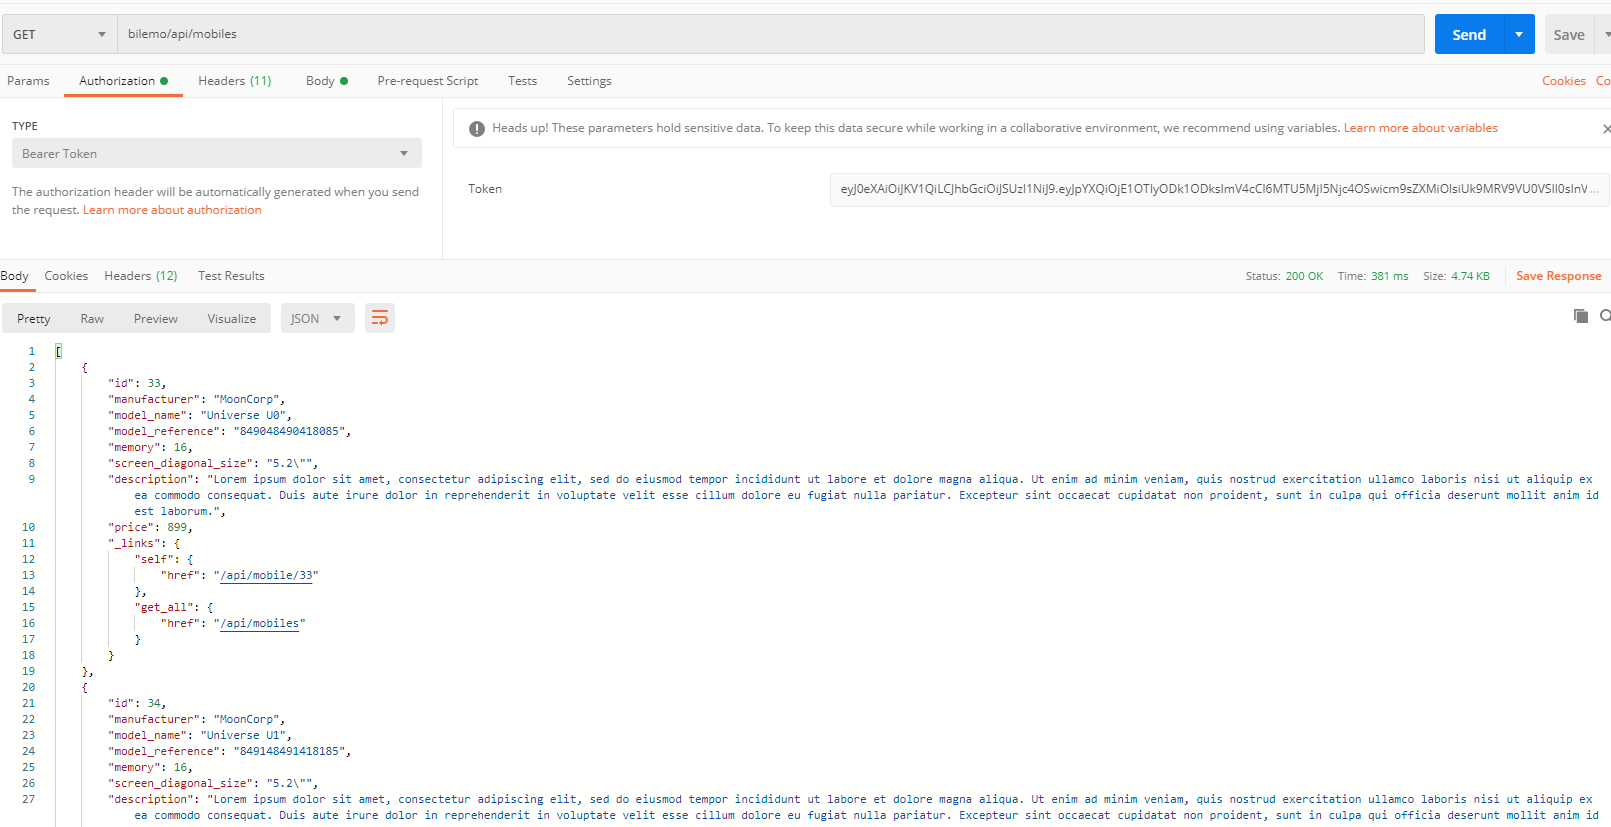 GET bilemo/api/mobiles Send Save
Params Authorization Headers (11) Body Pre-request Script Tests Settings Cookies Co
TYPE
Bearer Token
The authorization header will be automatically generated when you send
the request. Learn more about authorization
Heads up! These parameters hold sensitive data. To keep this data secure while working in a collaborative environment, we recommend using variables. Learn more about variables
Token
Body Cookies Headers (12) Test Results Status: 200 OK Time: 381 ms Size: 4.74 KB Save Response
Pretty Raw Preview Visualize JSON
1 [
2 {
3 "id": 33,
4 "manufacturer": "MoonCorp",
5 "model_name": "Universe U0",
6 "model_reference": "849048490418085",
7 "memory": 16,
8 "screen_diagonal_size": "5.2\"",
9 "description": "Lorem ipsum dolor sit amet, consectetur adipiscing elit, sed do eiusmod tempor incididunt ut labore et dolore magna aliqua. Ut enim ad minim veniam, quis nostrud exercitation ullamco laboris nisi ut aliquip ex
ea commodo consequat. Duis aute irure dolor in reprehenderit in voluptate velit esse cillum dolore eu fugiat nulla pariatur. Excepteur sint occaecat cupidatat non proident, sunt in culpa qui officia deserunt mollit anim id
est laborum.",
10 "price": 899,
11 "_links": {
12 "self": {
13 "href": "/api/mobile/33"
14 },
15 "get_all": {
16 "href": "/api/mobiles"
17 }
18 }
19 },
20 {
21 "id": 34,
22 "manufacturer": "MoonCorp",
23 "model_name": "Universe U1",
24 "model_reference": "849148491418185",
25 "memory": 16,
26 "screen_diagonal_size": "5.2\"",
27 "description": "Lorem ipsum dolor sit amet, consectetur adipiscing elit, sed do eiusmod tempor incididunt ut labore et dolore magna aliqua. Ut enim ad minim veniam, quis nostrud exercitation ullamco laboris nisi ut aliquip ex
ea commodo consequat. Duis aute irure dolor in reprehenderit in voluptate velit esse cillum dolore eu fugiat nulla pariatur. Excepteur sint occaecat cupidatat non proident, sunt in culpa qui officia deserunt mollit anim id